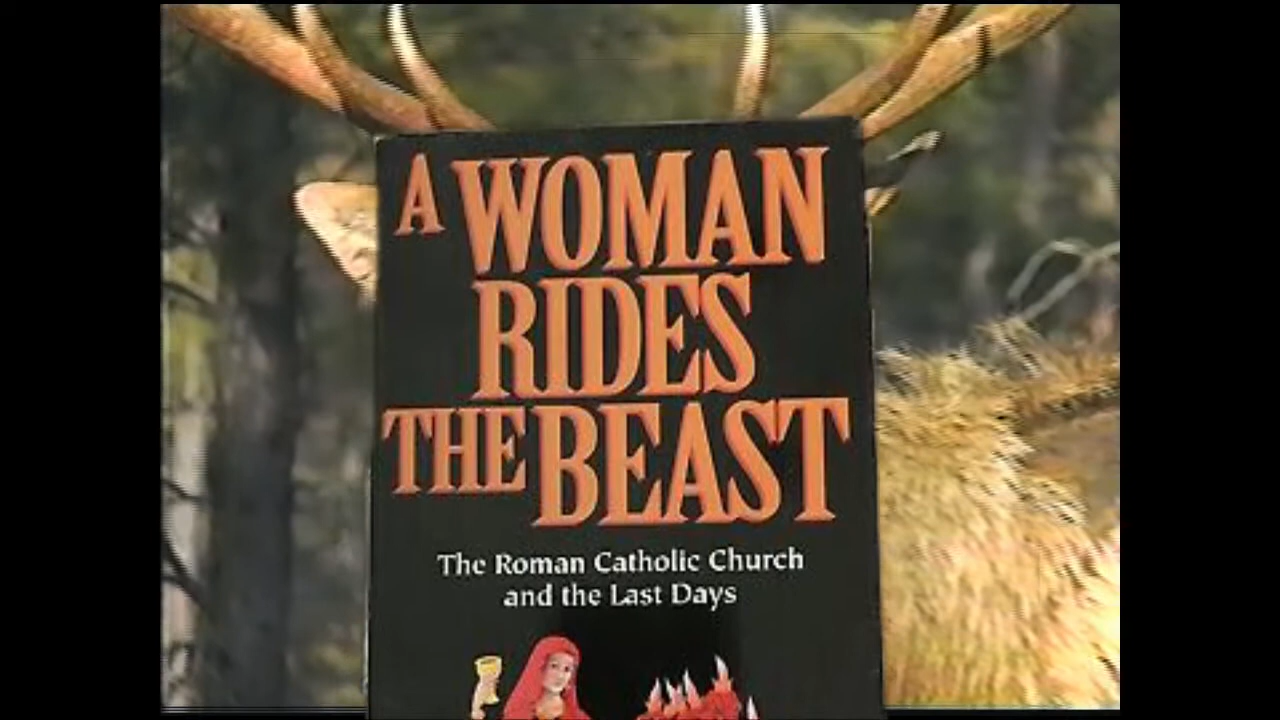 A WOMAN
RIDES
THE BEAST
The Roman Catholic Church
and the Last Days